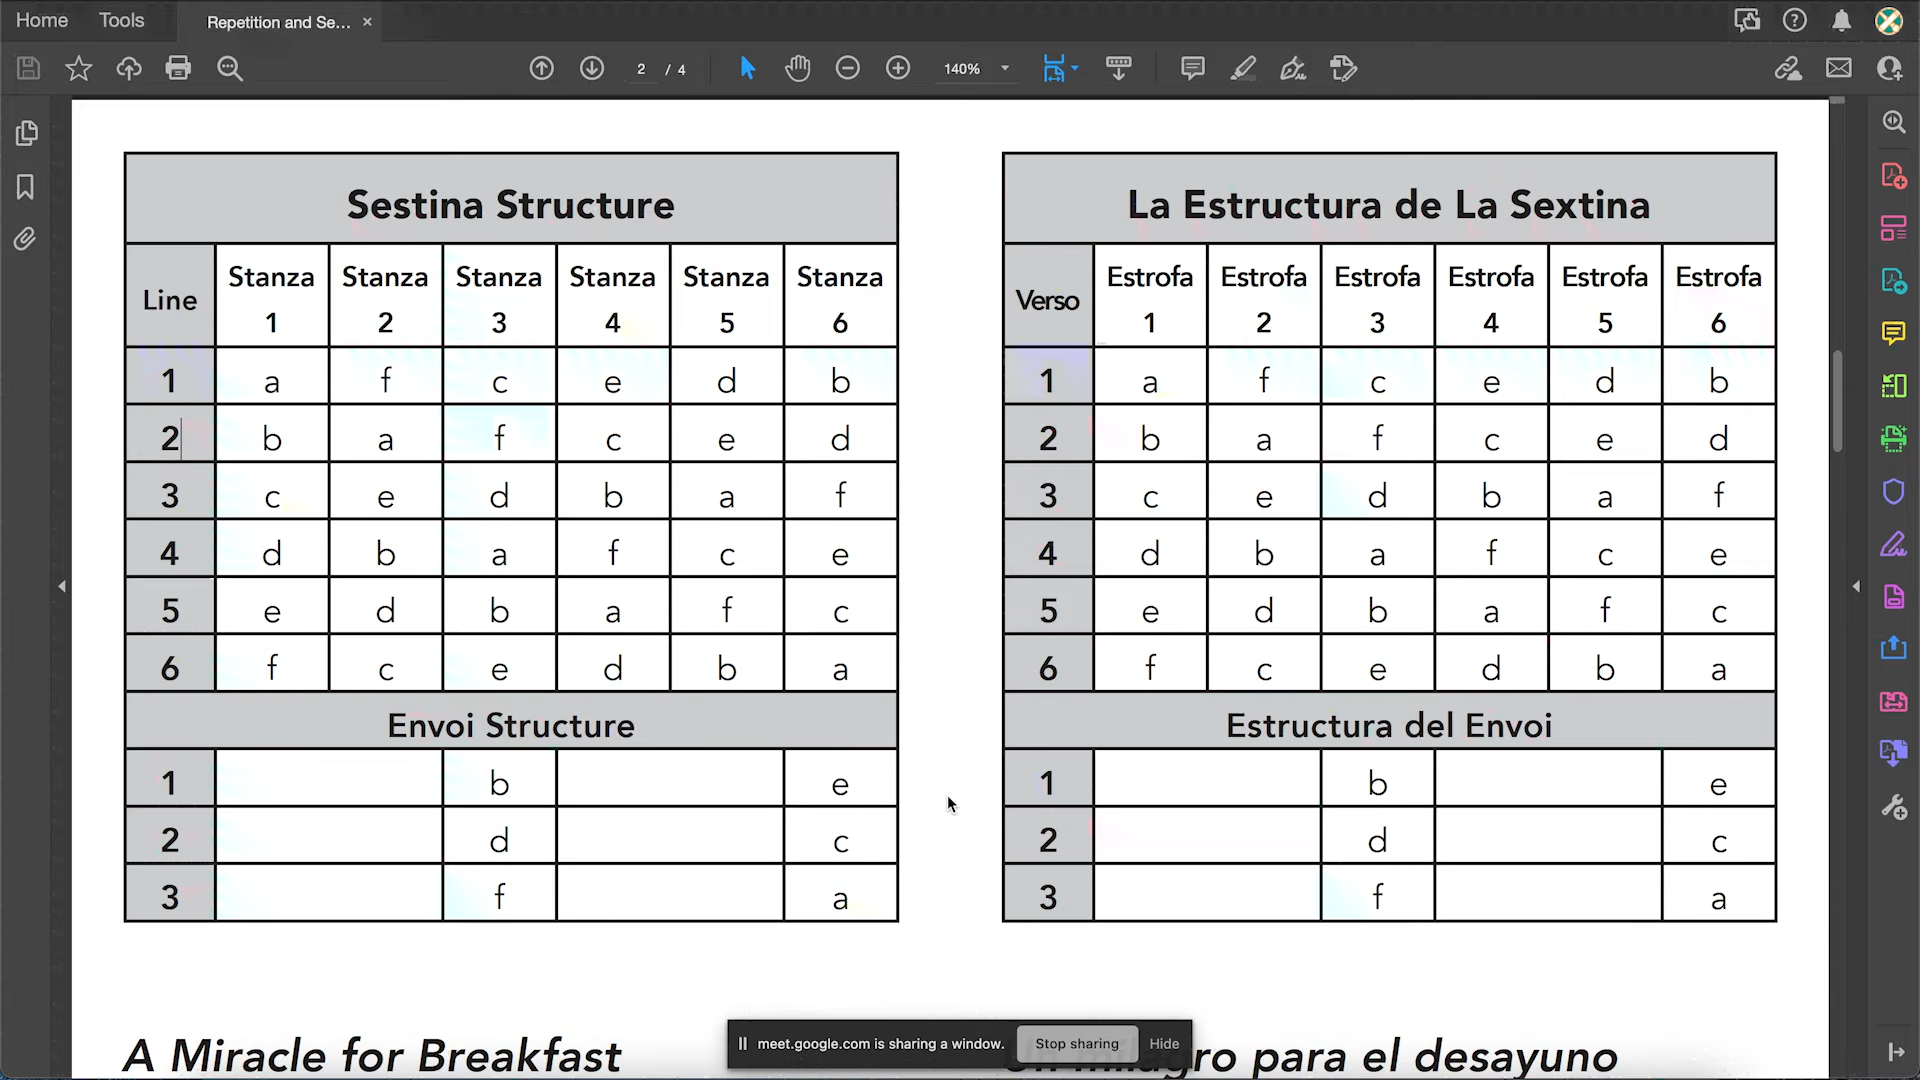 Home Tools Repetition and Se... ×
2 / 4 140%
Sestina Structure
Line Stanza 1 Stanza 2 Stanza 3 Stanza 4 Stanza 5 Stanza 6
1 a f c e d b
2 b a f c e d
3 c e d b a f
4 d b a f c e
5 e d b a f c
6 f c e d b a
Envoi Structure
1 b e
2 d c
3 f a
La Estructura de La Sextina
Verso Estrofa 1 Estrofa 2 Estrofa 3 Estrofa 4 Estrofa 5 Estrofa 6
1 a f c e d b
2 b a f c e d
3 c e d b a f
4 d b a f c e
5 e d b a f c
6 f c e d b a
Estructura del Envoi
1 b e
2 d c
3 f a
A Miracle for Breakfast
Un milagro para el desayuno
meet.google.com is sharing a window. Stop sharing Hide